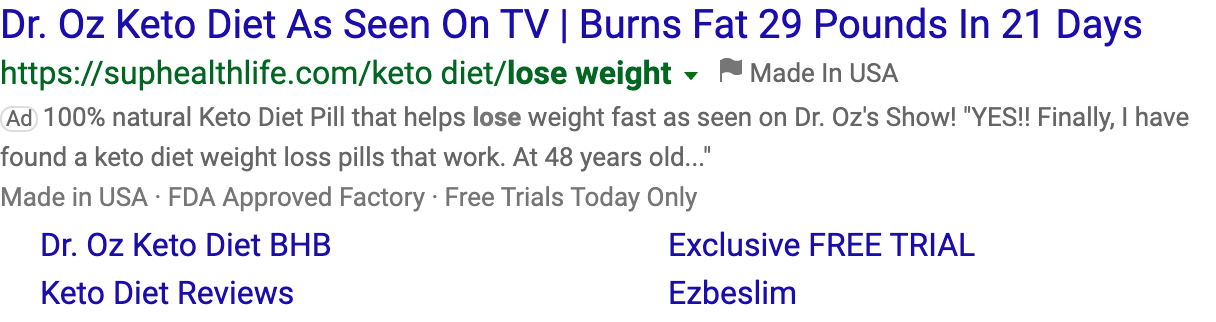 Dr. Oz Keto Diet As Seen On TV | Burns Fat 29 Pounds In 21 Days
https://suphealthlife.com/keto diet/lose weight Made In USA
Ad 100% natural Keto Diet Pill that helps lose weight fast as seen on Dr. Oz's Show! "YES!! Finally, I have
found a keto diet weight loss pills that work. At 48 years old..."
Made in USA · FDA Approved Factory · Free Trials Today Only
Dr. Oz Keto Diet BHB Exclusive FREE TRIAL
Keto Diet Reviews Ezbeslim